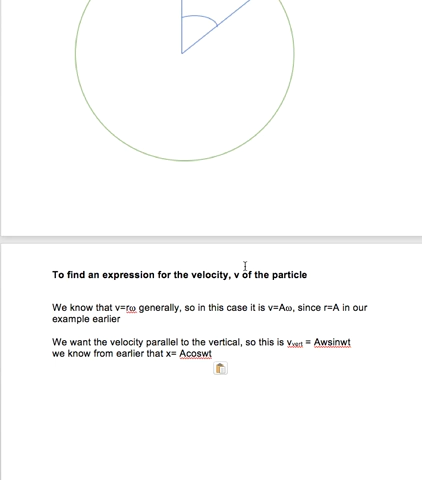 To find an expression for the velocity, v of the particle
We know that v=rω generally, so in this case it is v=Aω, since r=A in our
example earlier
We want the velocity parallel to the vertical, so this is vvert = Awsinwt
we know from earlier that x= Acoswt